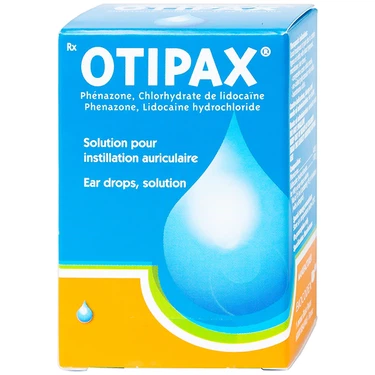 Rx
OTIPAX®
Phénazone, Chlorhydrate de lidocaïne
Phenazone, Lidocaine hydrochloride
Solution pour
instillation auriculaire
Ear drops, solution